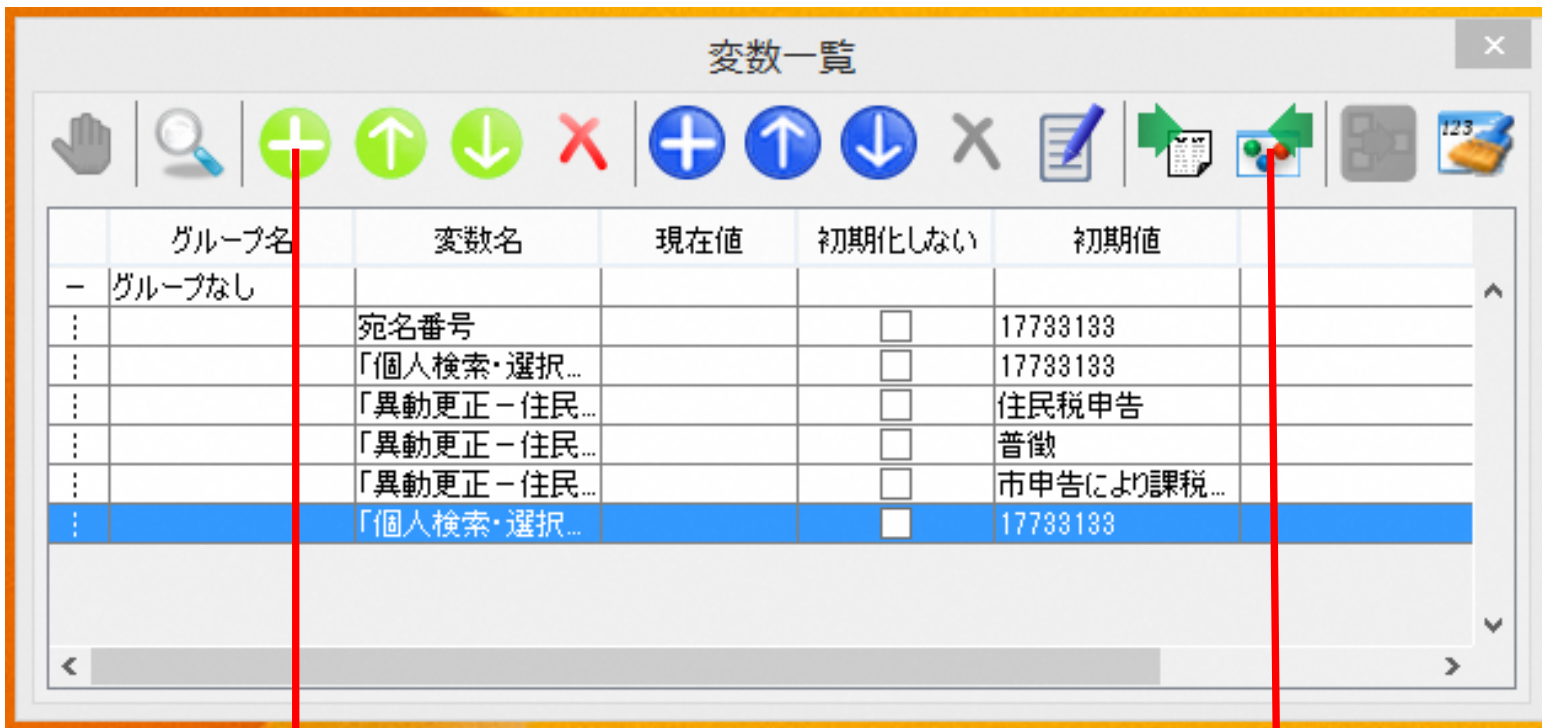 変数一覧
123
グループ名 変数名 現在値 初期化しない 初期値
グループなし
宛名番号 17733133
「個人検索・選択... 17733133
「異動更正－住民... 住民税申告
「異動更正－住民... 普徴
「異動更正－住民... 市申告により課税...
「個人検索・選択... 17733133